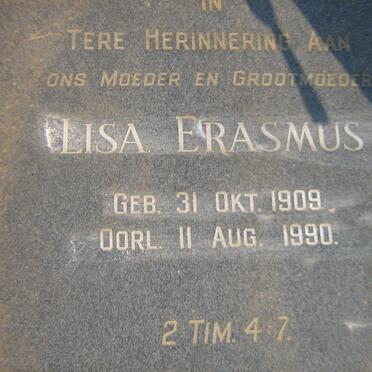 IN
TERE HERINNERING AAN
ONS MOEDER EN GROOTMOEDER
LISA ERASMUS
GEB. 31 OKT. 1909
OORL. 11 AUG. 1990.
2 TIM. 4:7.